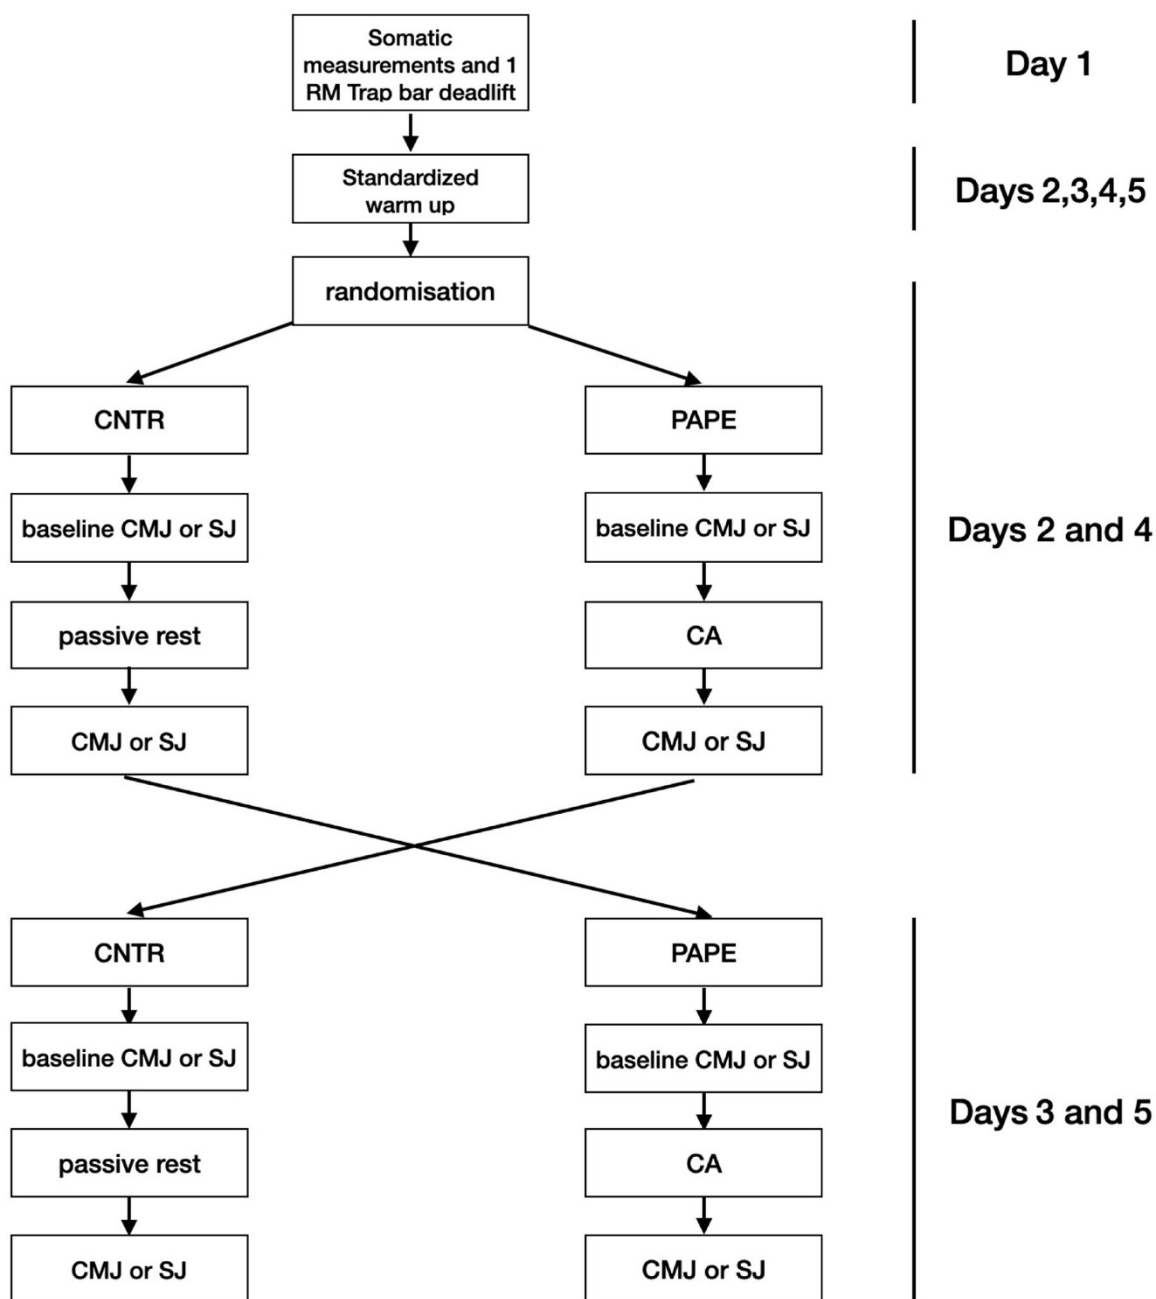 Somatic
measurements and 1
RM Trap bar deadlift
Day 1
Standardized
warm up
Days 2,3,4,5
randomisation
CNTR
PAPE
baseline CMJ or SJ
baseline CMJ or SJ
Days 2 and 4
passive rest
CA
CMJ or SJ
CMJ or SJ
CNTR
PAPE
baseline CMJ or SJ
baseline CMJ or SJ
Days 3 and 5
passive rest
CA
CMJ or SJ
CMJ or SJ